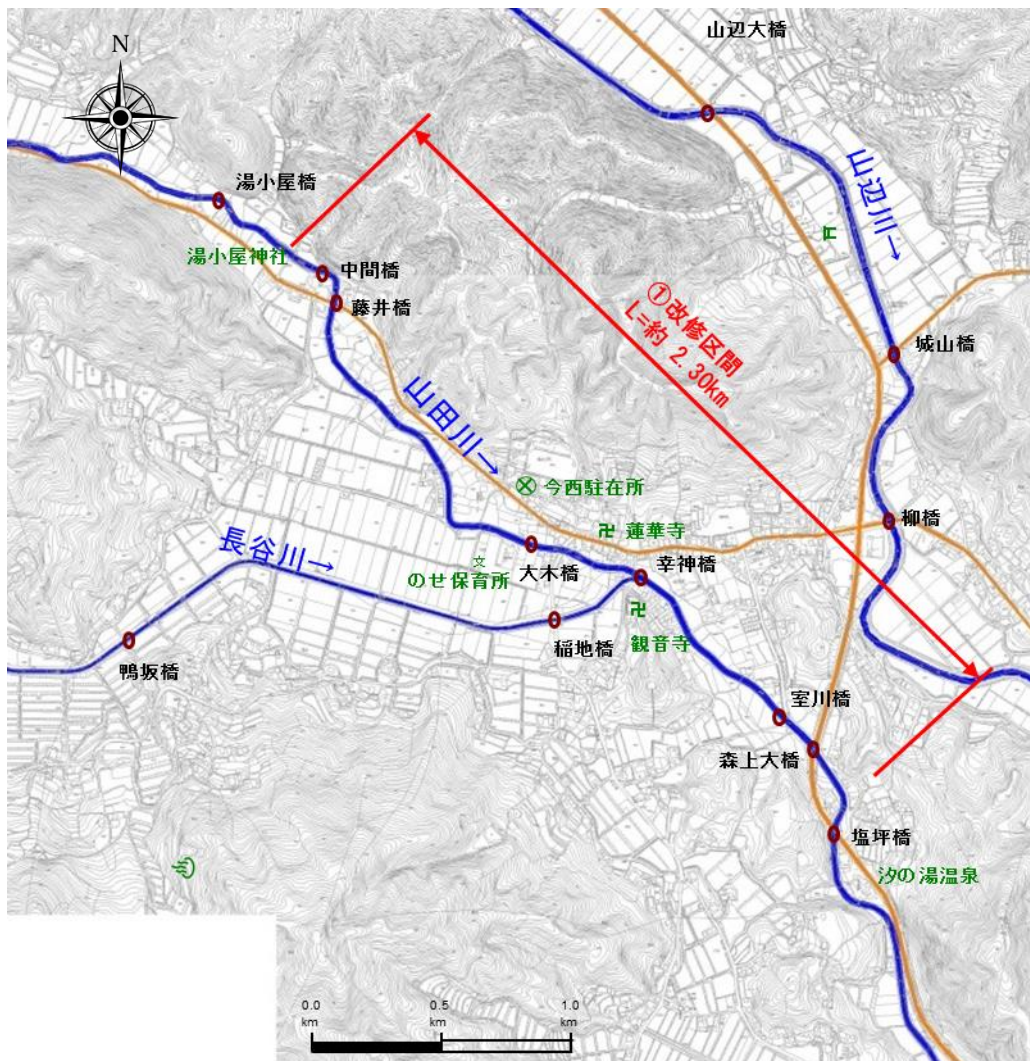 山辺大橋
N
山辺川→
湯小屋橋
湯小屋神社
中間橋
藤井橋
①改修区間
L=約 2.30km
城山橋
山田川→
今西駐在所
柳橋
蓮華寺
長谷川→
文
のせ保育所
大木橋
幸神橋
稲地橋
観音寺
鴨坂橋
室川橋
森上大橋
塩坪橋
汐の湯温泉
0.0
km
0.5
km
1.0
km